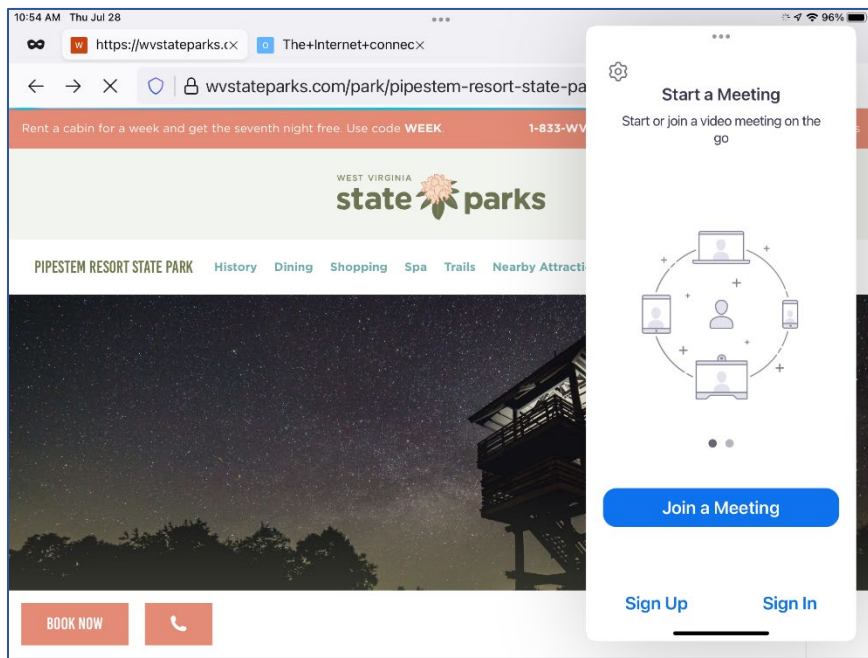 10:54 AM Thu Jul 28
96%
W https://wvstateparks.c
O The+Internet+connec
wvstateparks.com/park/pipestem-resort-state-pa
Rent a cabin for a week and get the seventh night free. Use code WEEK. 1-833-WV
WEST VIRGINIA
state parks
PIPESTEM RESORT STATE PARK History Dining Shopping Spa Trails Nearby Attracti
BOOK NOW
Start a Meeting
Start or join a video meeting on the
go
Join a Meeting
Sign Up Sign In